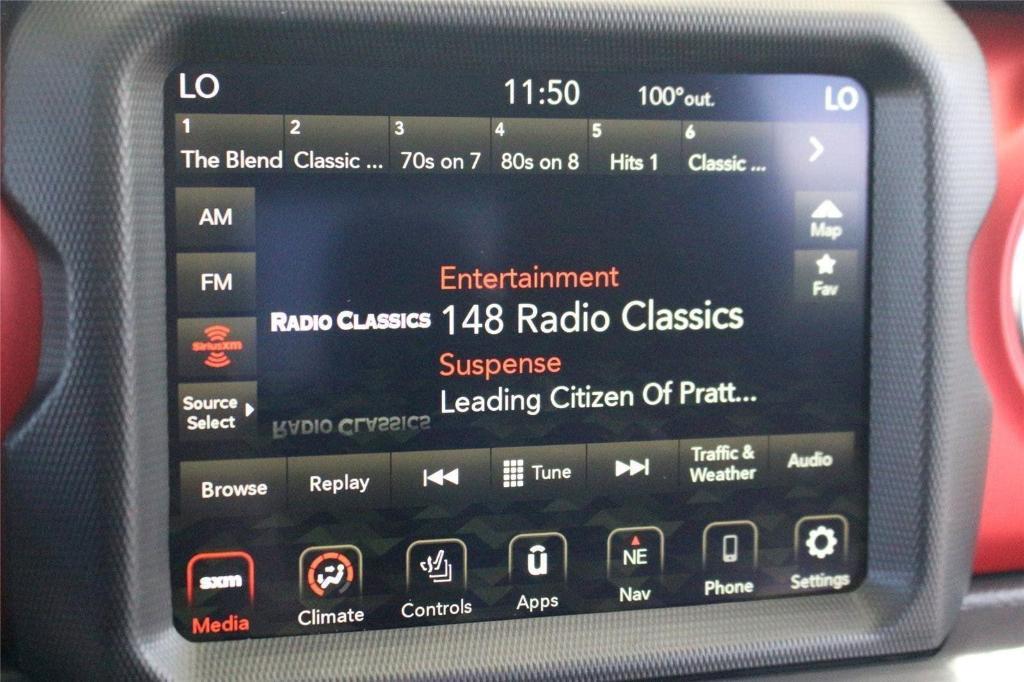 LO 11:50 100°out. LO
1 2 3 4 5 6
The Blend Classic ... 70s on 7 80s on 8 Hits 1 Classic ...
AM
Map
FM
Fav
Entertainment
RADIO CLASSICS 148 Radio Classics
SiriusXM
Suspense
Source
Select
Leading Citizen Of Pratt...
RADIO CLASSICS
Browse Replay Tune Traffic &
Weather Audio
sxm
Media
Climate
Controls
û
Apps
NE
Nav
Phone
Settings